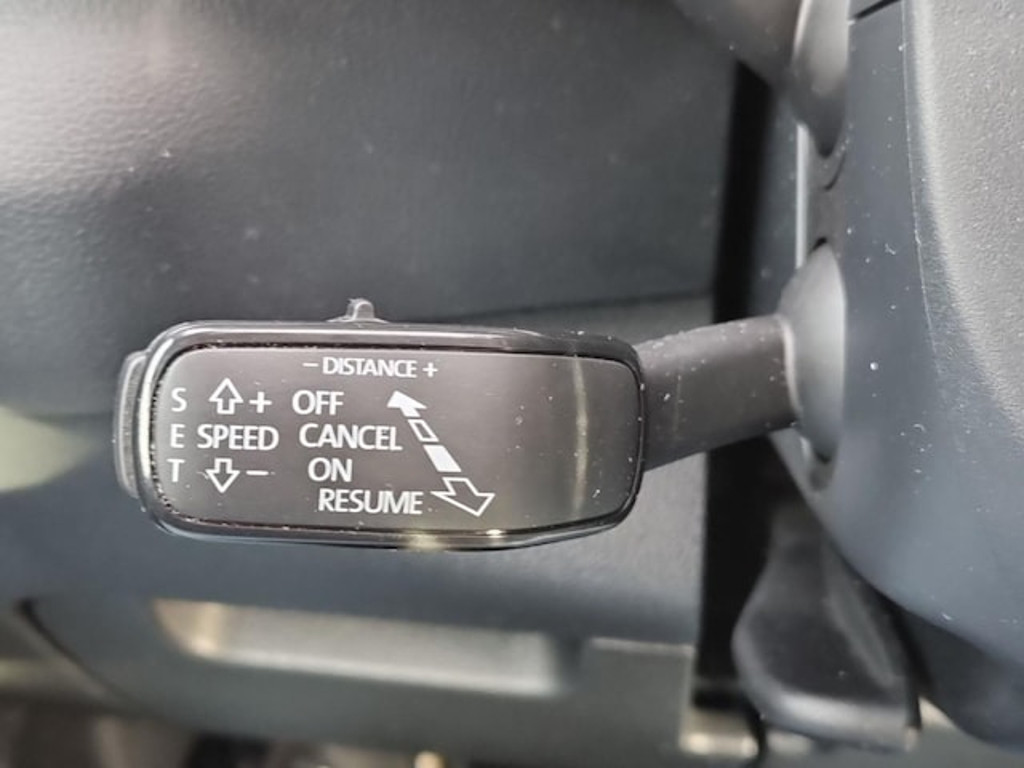 – DISTANCE +
S + OFF
E SPEED CANCEL
T – ON
RESUME